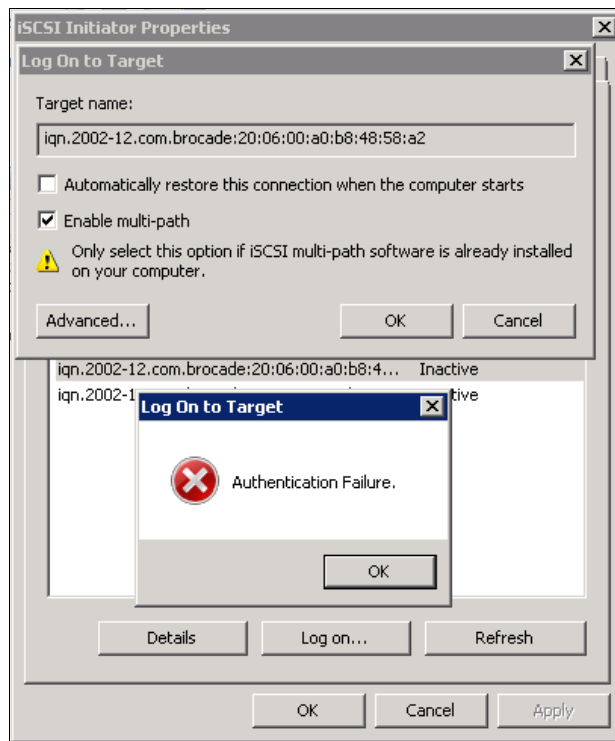 iSCSI Initiator Properties
Log On to Target
Target name:
iqn.2002-12.com.brocade:20:06:00:a0:b8:48:58:a2
Automatically restore this connection when the computer starts
Enable multi-path
Only select this option if iSCSI multi-path software is already installed
on your computer.
Advanced... OK Cancel
iqn.2002-12.com.brocade:20:06:00:a0:b8:4... Inactive
iqn.2002-1 tive
Log On to Target
Authentication Failure.
OK
Details Log on... Refresh
OK Cancel Apply